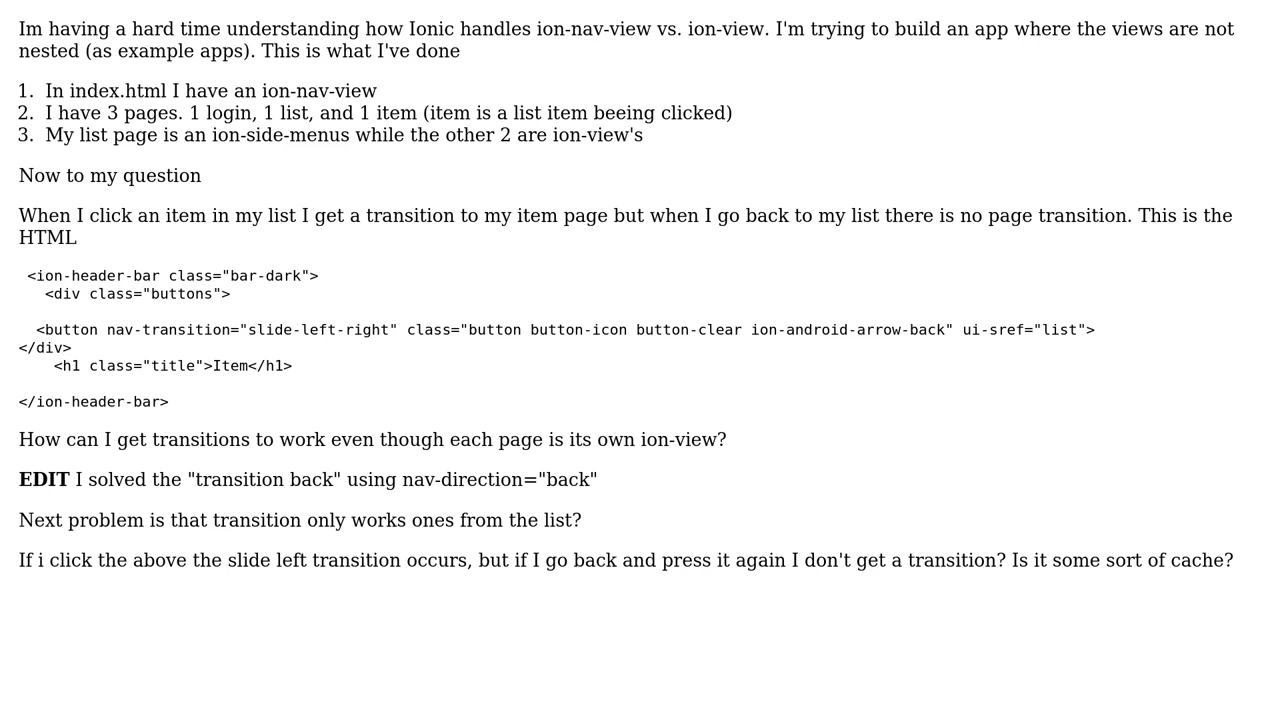 Im having a hard time understanding how Ionic handles ion-nav-view vs. ion-view. I'm trying to build an app where the views are not
nested (as example apps). This is what I've done
1. In index.html I have an ion-nav-view
2. I have 3 pages. 1 login, 1 list, and 1 item (item is a list item beeing clicked)
3. My list page is an ion-side-menus while the other 2 are ion-view's
Now to my question
When I click an item in my list I get a transition to my item page but when I go back to my list there is no page transition. This is the
HTML
<ion-header-bar class="bar-dark">
<div class="buttons">
<button nav-transition="slide-left-right" class="button button-icon button-clear ion-android-arrow-back" ui-sref="list">
</div>
<h1 class="title">Item</h1>
</ion-header-bar>
How can I get transitions to work even though each page is its own ion-view?
EDIT I solved the "transition back" using nav-direction="back"
Next problem is that transition only works ones from the list?
If i click the above the slide left transition occurs, but if I go back and press it again I don't get a transition? Is it some sort of cache?